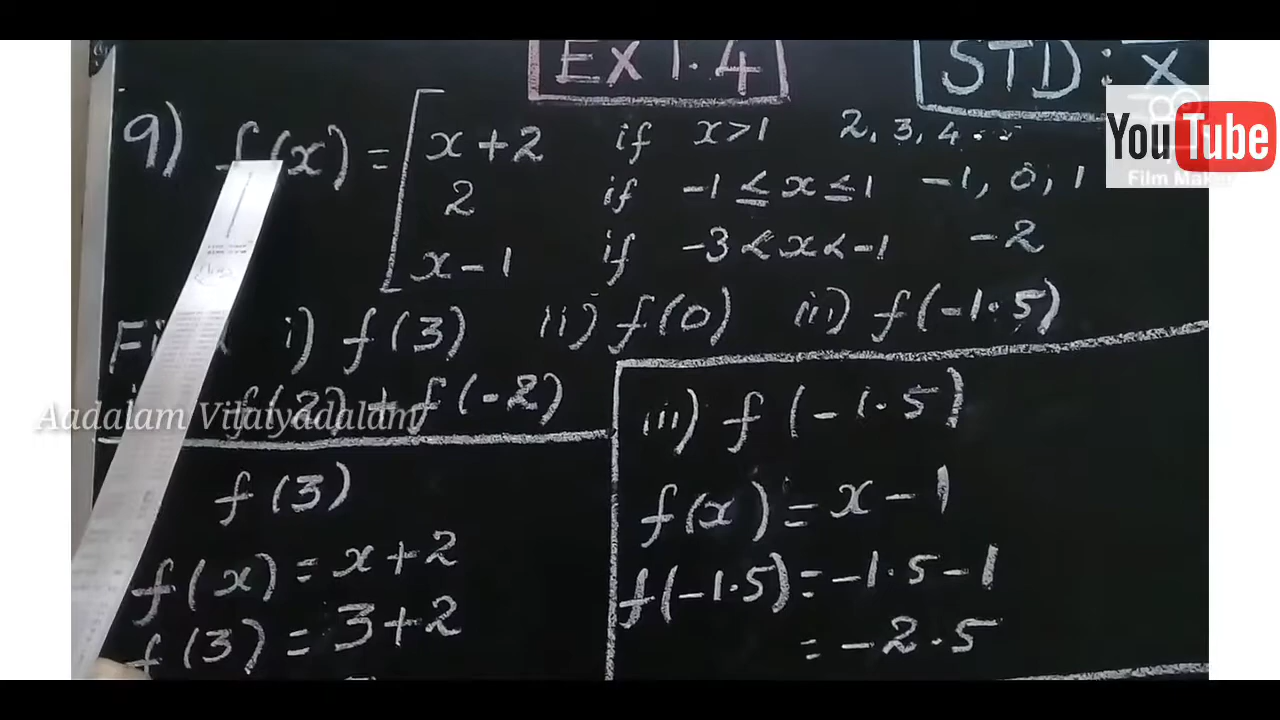 Ex 1.4
STD: X
9) f(x) = x+2 if x>1 2, 3, 4..
2 if -1 ≤ x ≤ 1 -1, 0, 1
x-1 if -3 < x < -1 -2
i) f(3) ii) f(0) iii) f(-1.5)
f(2) + f(-2)
Aadalam Vilaiyadalam
f(3)
f(x) = x+2
f(3) = 3+2
iii) f(-1.5)
f(x) = x-1
f(-1.5) = -1.5-1
= -2.5
YouTube
Film Maker